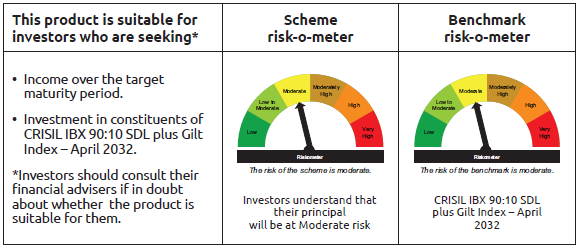 This product is suitable for
investors who are seeking*
• Income over the target
maturity period.
• Investment in constituents of
CRISIL IBX 90:10 SDL plus Gilt
Index – April 2032.
*Investors should consult their
financial advisers if in doubt
about whether the product is
suitable for them.
Scheme
risk-o-meter
Low
Low to
Moderate
Moderate
Moderately
High
High
Very
High
Riskometer
The risk of the scheme is moderate.
Investors understand that
their principal
will be at Moderate risk
Benchmark
risk-o-meter
Low
Low to
Moderate
Moderate
Moderately
High
High
Very
High
Riskometer
The risk of the benchmark is moderate.
CRISIL IBX 90:10 SDL
plus Gilt Index – April
2032